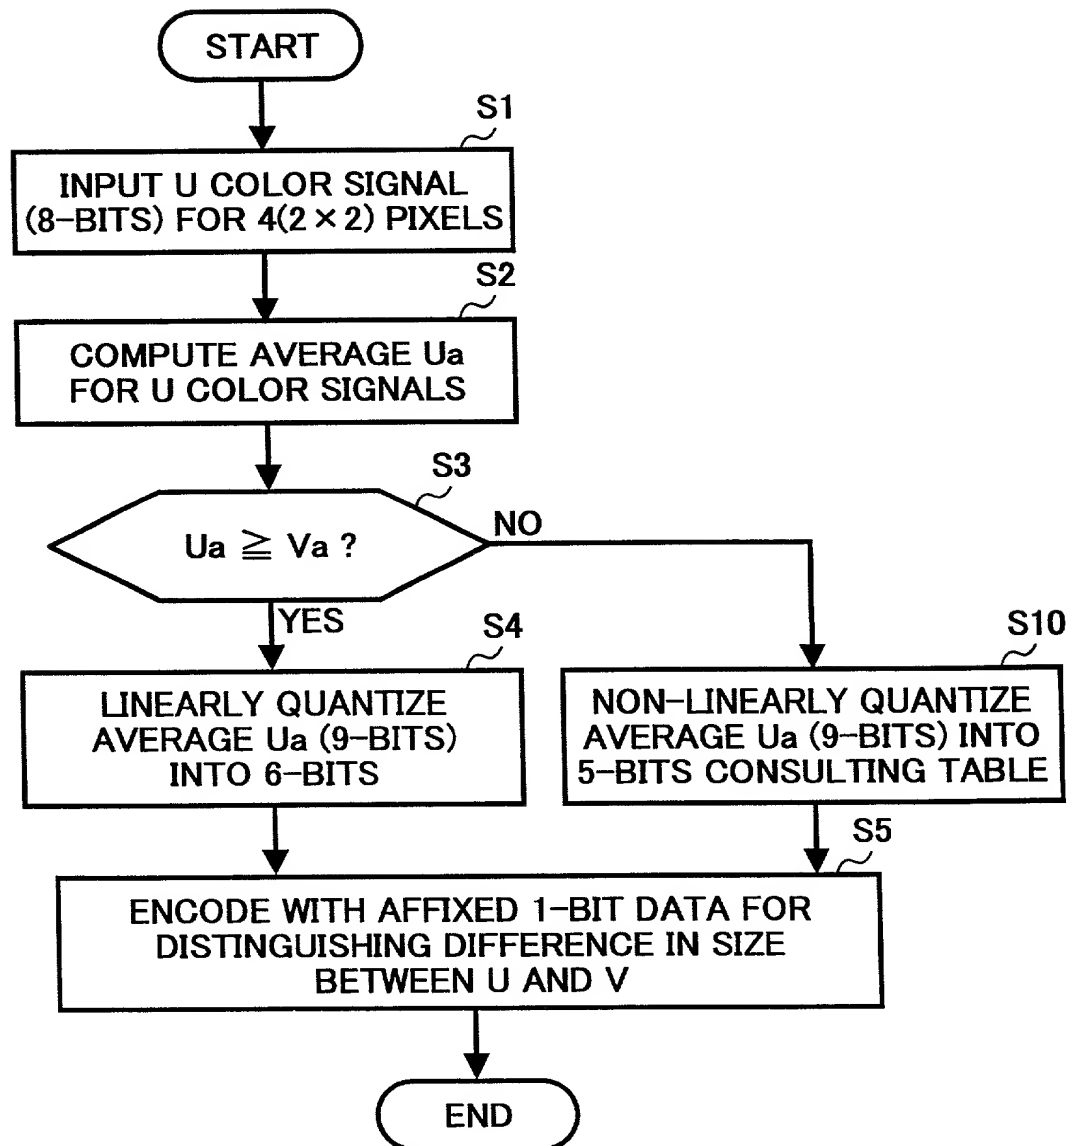 START
S1
INPUT U COLOR SIGNAL
(8-BITS) FOR 4(2×2) PIXELS
S2
COMPUTE AVERAGE Ua
FOR U COLOR SIGNALS
S3
Ua ≧ Va ?
NO
YES
S4
LINEARLY QUANTIZE
AVERAGE Ua (9-BITS)
INTO 6-BITS
S10
NON-LINEARLY QUANTIZE
AVERAGE Ua (9-BITS) INTO
5-BITS CONSULTING TABLE
S5
ENCODE WITH AFFIXED 1-BIT DATA FOR
DISTINGUISHING DIFFERENCE IN SIZE
BETWEEN U AND V
END